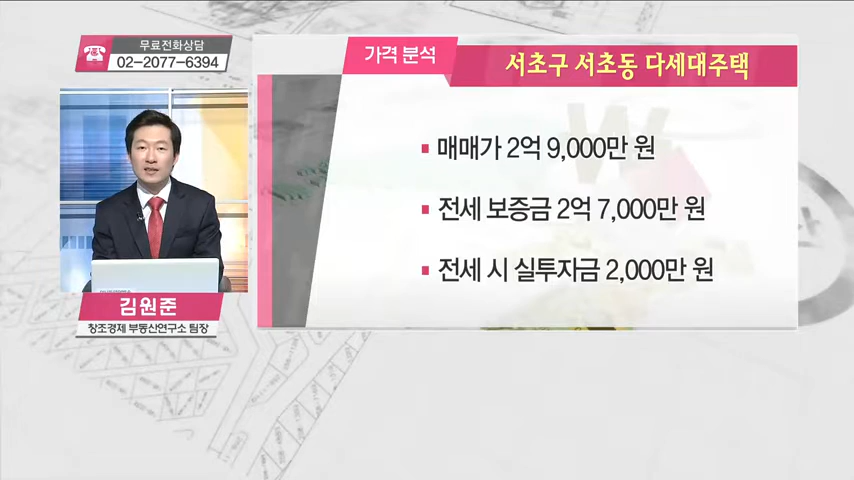 무료전화상담
02-2077-6394
가격 분석
서초구 서초동 다세대주택
매매가 2억 9,000만 원
전세 보증금 2억 7,000만 원
전세 시 실투자금 2,000만 원
김원준
창조경제 부동산연구소 팀장